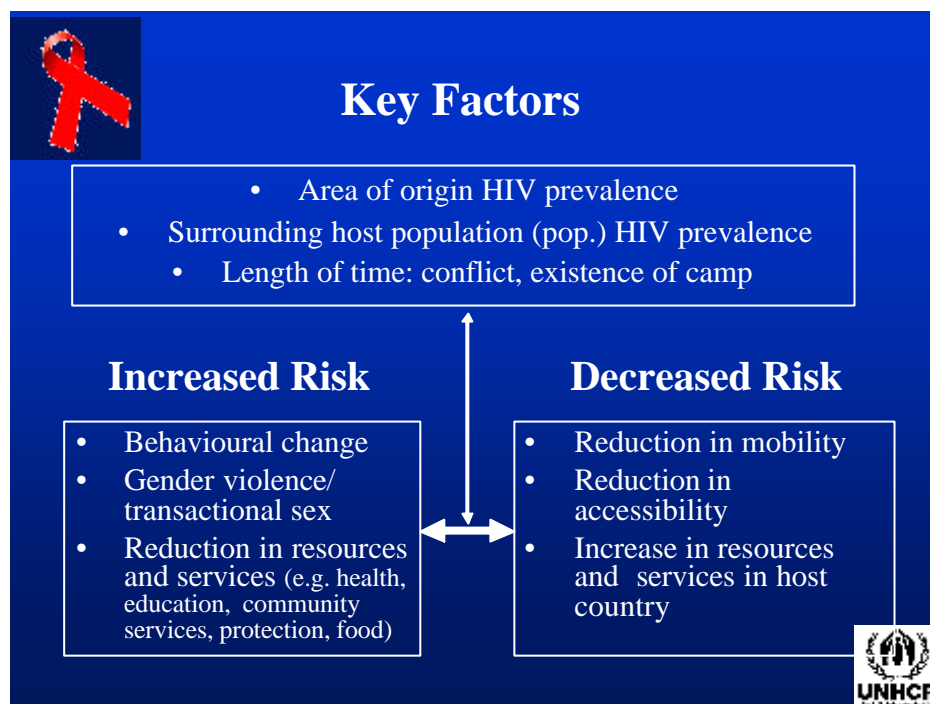 Key Factors
• Area of origin HIV prevalence
• Surrounding host population (pop.) HIV prevalence
• Length of time: conflict, existence of camp
Increased Risk
• Behavioural change
• Gender violence/
transactional sex
• Reduction in resources
and services (e.g. health,
education, community
services, protection, food)
Decreased Risk
• Reduction in mobility
• Reduction in
accessibility
• Increase in resources
and services in host
country
UNHCR